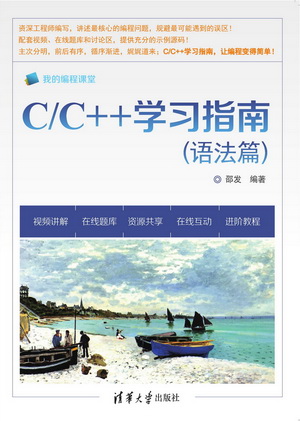 资深工程师编写，讲述最核心的编程问题，规避最可能遇到的误区！
配套视频、在线题库和讨论区，提供充分的示例源码！
主次分明，前后有序，循序渐进，娓娓道来：C/C++学习指南，让编程变得简单！
我的编程课堂
C/C++学习指南
(语法篇)
◎ 邵发 编著
视频讲解 在线题库 资源共享 在线互动 进阶教程
清华大学出版社